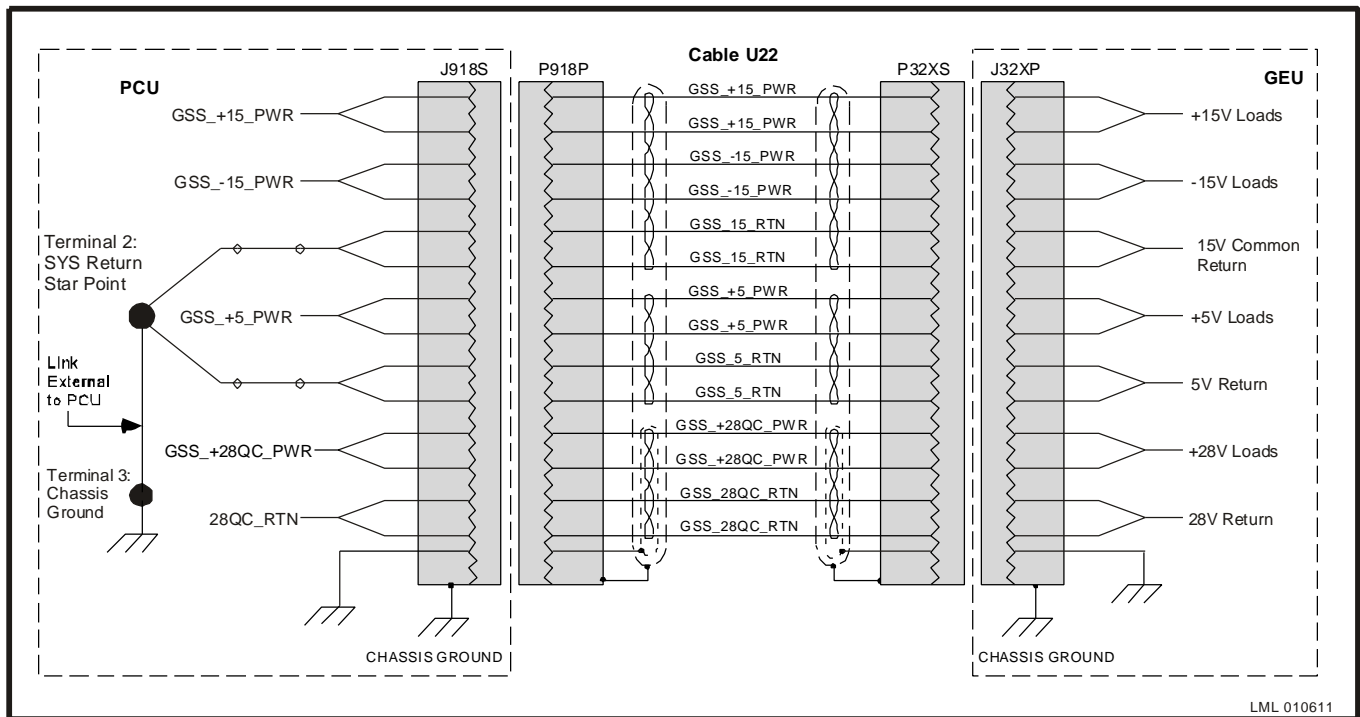 Cable U22
PCU
J918S
P918P
P32XS
J32XP
GEU
GSS_+15_PWR
GSS_-15_PWR
Terminal 2:
SYS Return
Star Point
GSS_+5_PWR
Link
External
to PCU
GSS_+28QC_PWR
Terminal 3:
Chassis
Ground
28QC_RTN
CHASSIS GROUND
GSS_+15_PWR
GSS_+15_PWR
GSS_-15_PWR
GSS_-15_PWR
GSS_15_RTN
GSS_15_RTN
GSS_+5_PWR
GSS_+5_PWR
GSS_5_RTN
GSS_5_RTN
GSS_+28QC_PWR
GSS_+28QC_PWR
GSS_28QC_RTN
GSS_28QC_RTN
+15V Loads
-15V Loads
15V Common
Return
+5V Loads
5V Return
+28V Loads
28V Return
CHASSIS GROUND
LML 010611